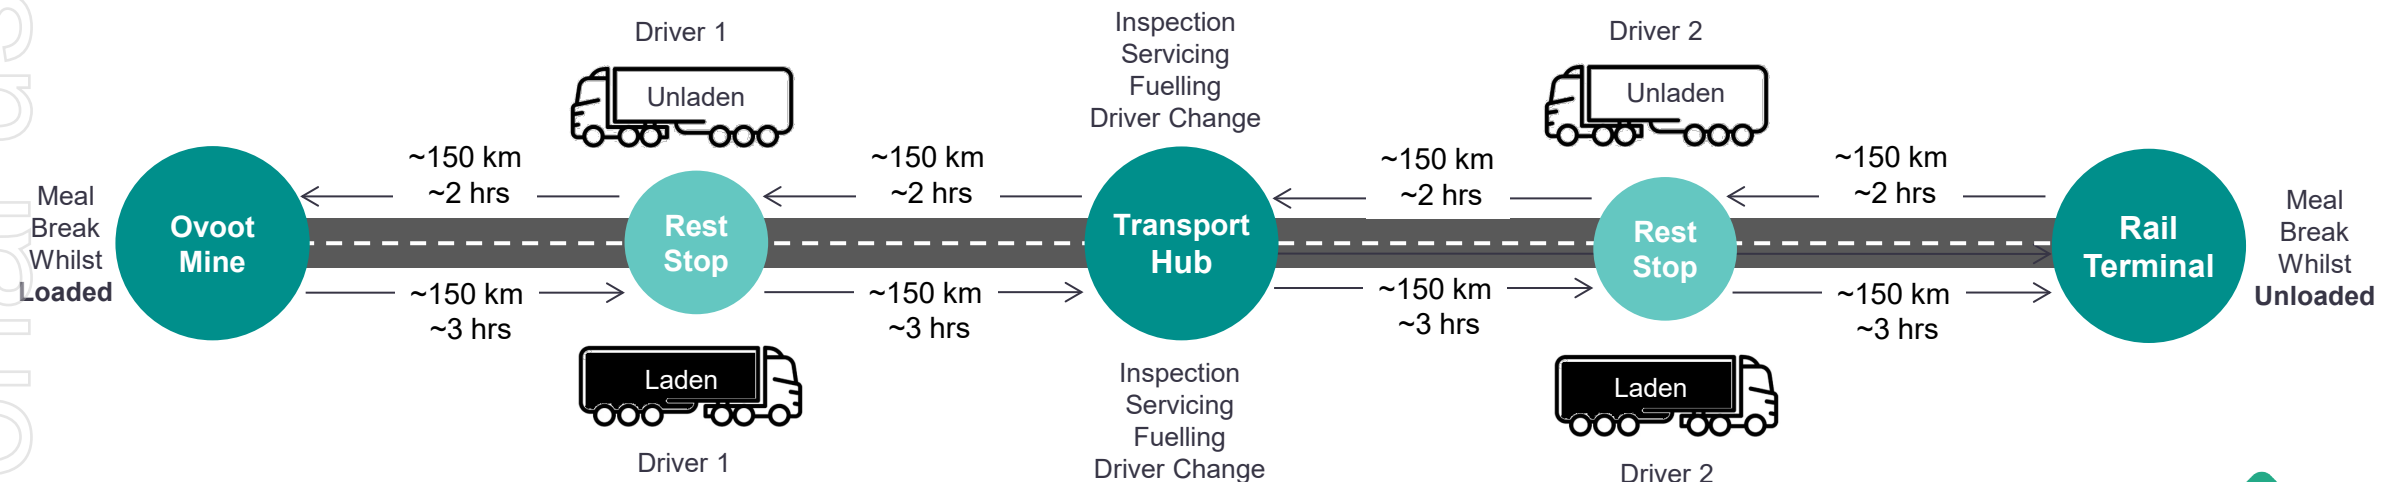 Driver 1
Unladen
Inspection
Servicing
Fuelling
Driver Change
Driver 2
Unladen
~150 km
~2 hrs
~150 km
~2 hrs
~150 km
~2 hrs
~150 km
~2 hrs
Meal
Break
Whilst
Loaded
Ovoot
Mine
Rest
Stop
Transport
Hub
Rest
Stop
Rail
Terminal
Meal
Break
Whilst
Unloaded
~150 km
~3 hrs
~150 km
~3 hrs
~150 km
~3 hrs
~150 km
~3 hrs
Laden
Driver 1
Inspection
Servicing
Fuelling
Driver Change
Laden
Driver 2